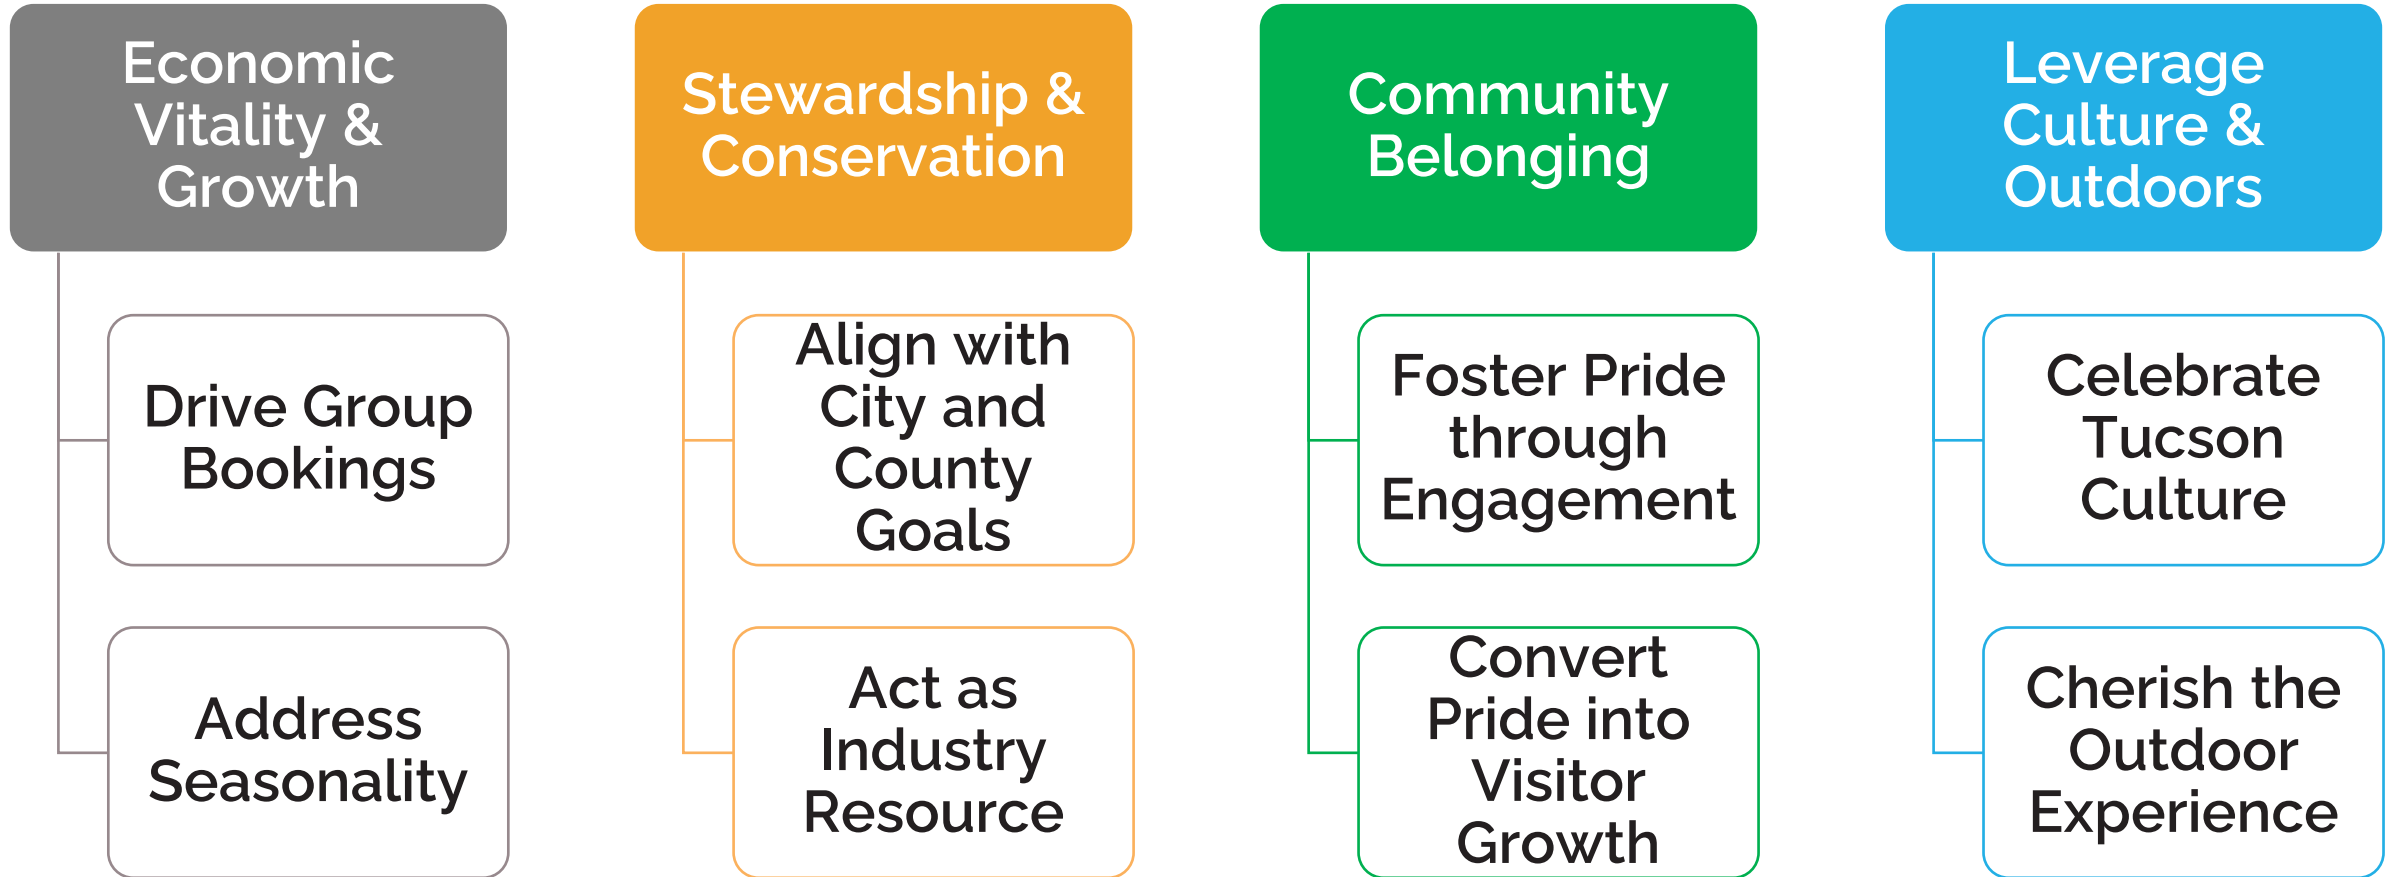 Economic
Vitality &
Growth
Drive Group
Bookings
Address
Seasonality
Stewardship &
Conservation
Align with
City and
County
Goals
Act as
Industry
Resource
Community
Belonging
Foster Pride
through
Engagement
Convert
Pride into
Visitor
Growth
Leverage
Culture &
Outdoors
Celebrate
Tucson
Culture
Cherish the
Outdoor
Experience